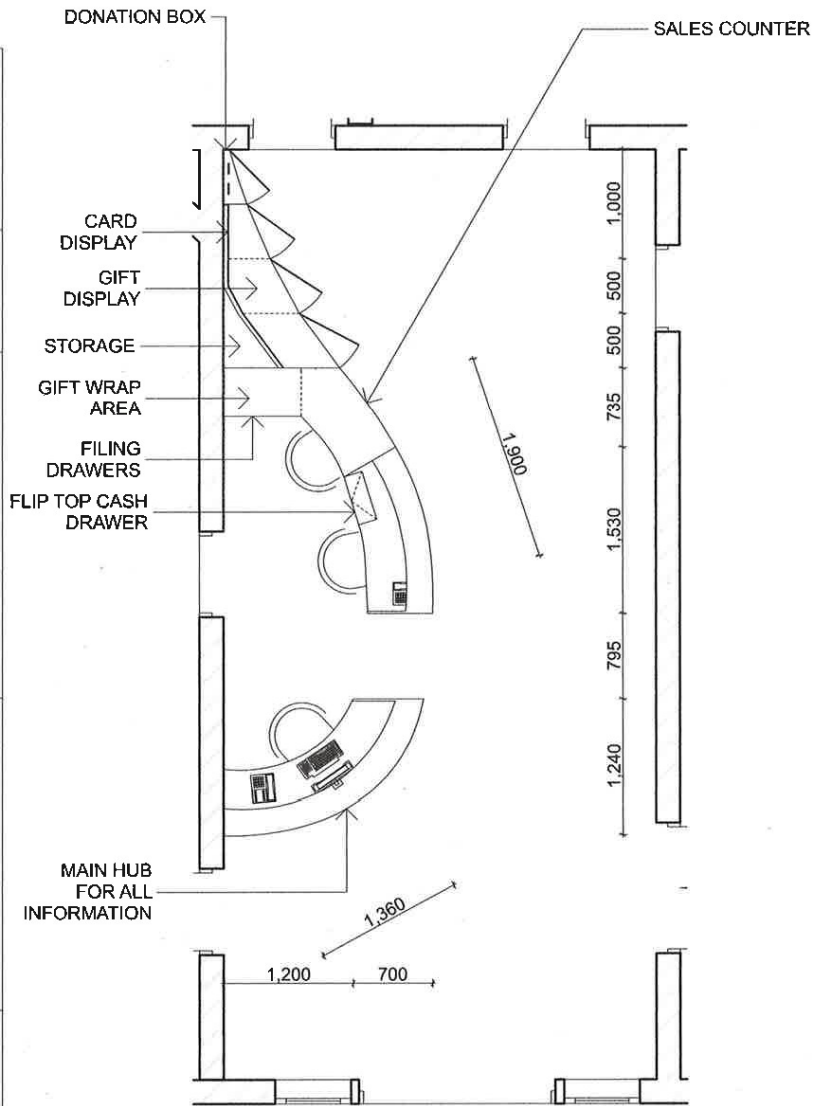 DONATION BOX
SALES COUNTER
CARD
DISPLAY
GIFT
DISPLAY
STORAGE
GIFT WRAP
AREA
FILING
DRAWERS
FLIP TOP CASH
DRAWER
MAIN HUB
FOR ALL
INFORMATION
1,000
500
500
735
1,530
795
1,240
1,900
1,360
1,200
700